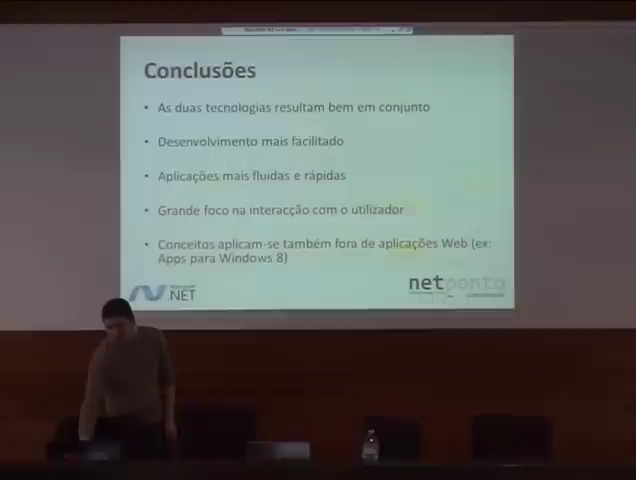 Conclusões
• As duas tecnologias resultam bem em conjunto
• Desenvolvimento mais facilitado
• Aplicações mais fluidas e rápidas
• Grande foco na interacção com o utilizador
• Conceitos aplicam-se também fora de aplicações Web (ex:
Apps para Windows 8)
.NET
netponto